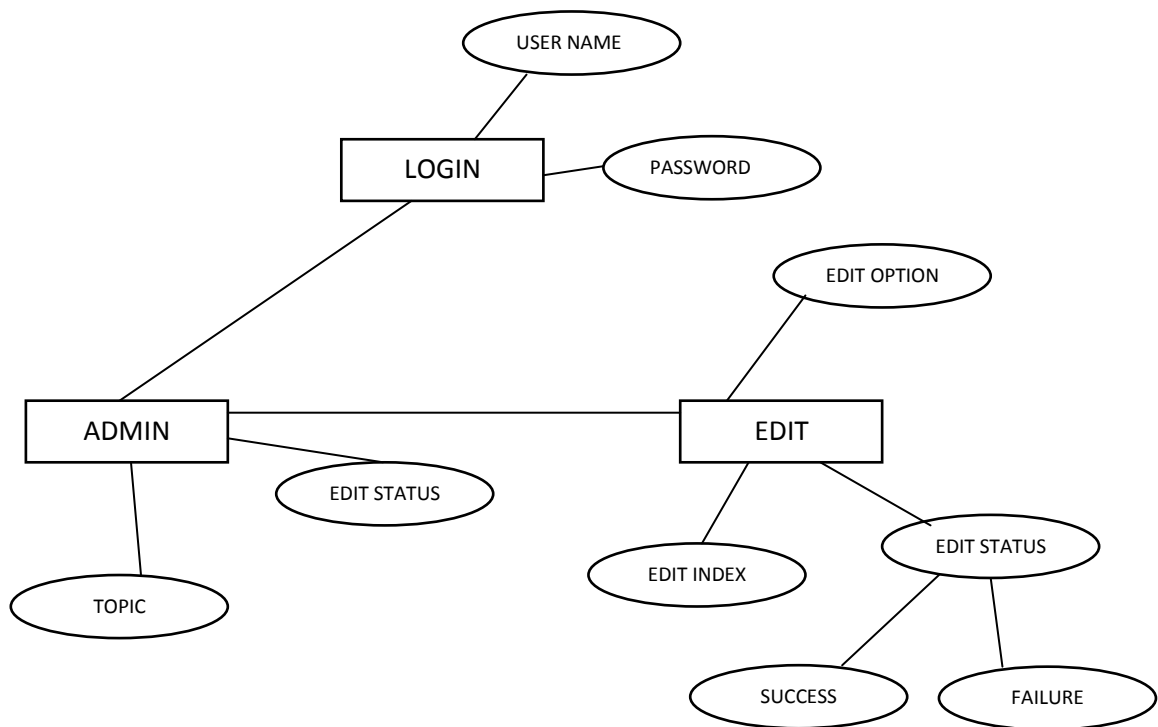 USER NAME
LOGIN
PASSWORD
EDIT OPTION
ADMIN
EDIT
EDIT STATUS
EDIT STATUS
EDIT INDEX
TOPIC
SUCCESS
FAILURE